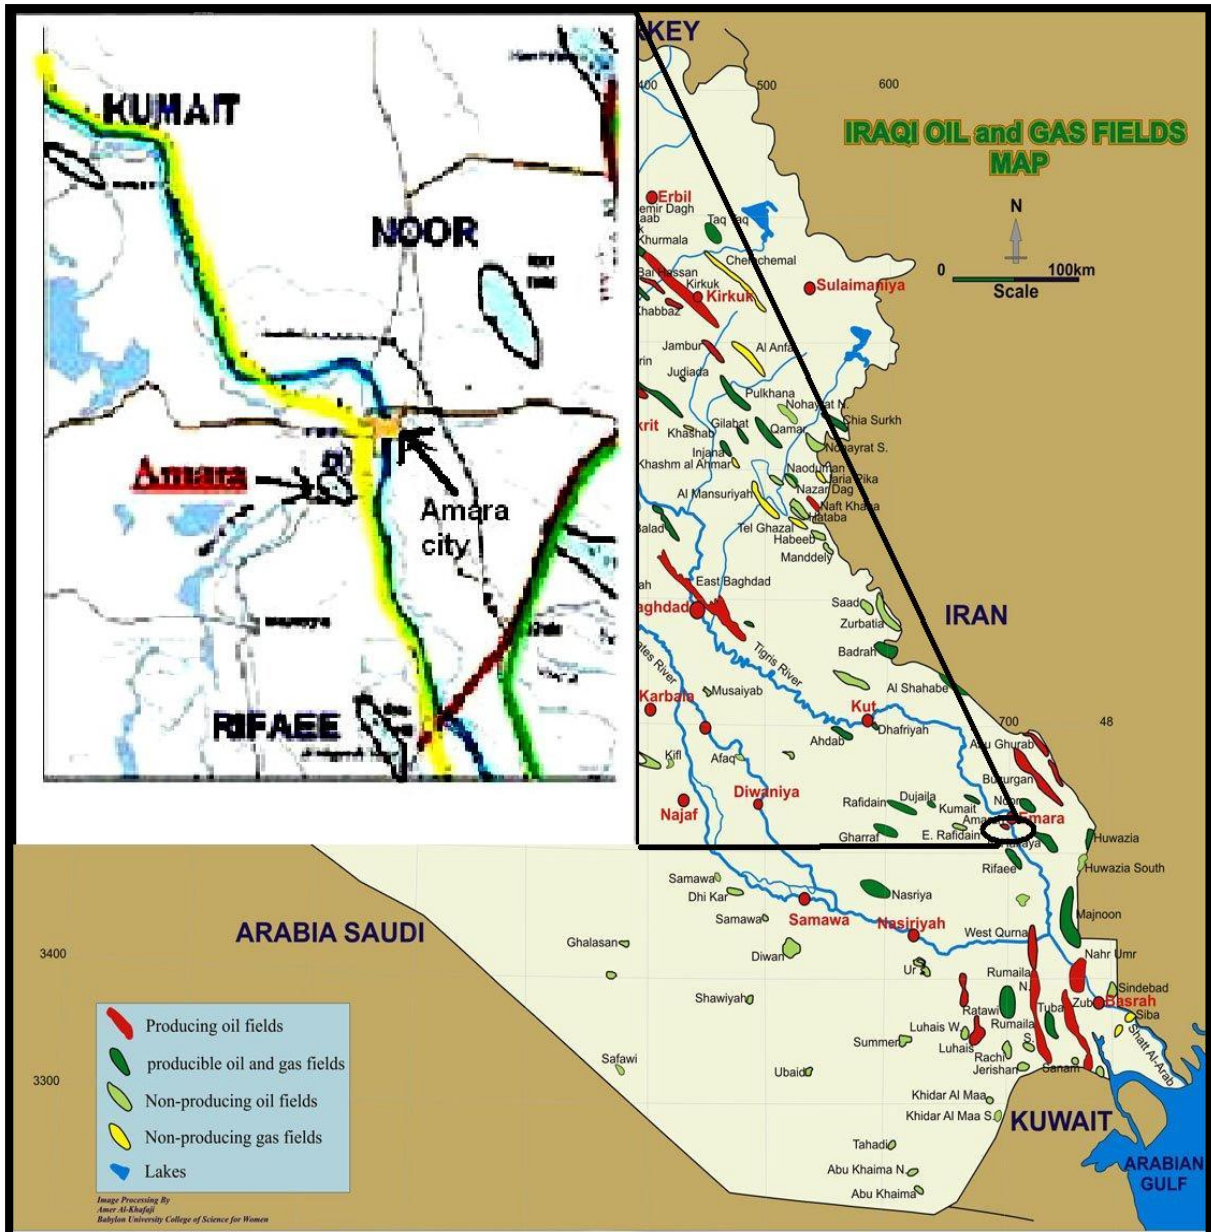 KUMAIT
NOOR
Amara
Amara
city
RIFAEE
KEY
400
500
600
IRAQI OIL and GAS FIELDS
MAP
N
0
100km
Scale
Erbil
Taq Taq
Khurmala
Chemchemal
Bai Hassan
Kirkuk
Kirkuk
Sulaimaniya
Khabbaz
Jambur
Al Anfal
Judiada
Pulkhana
Nohayrat N.
Chia Surkh
Gilabat
Qamar
Khashab
Nohayrat S.
Injana
Khashm al Ahmar
Naoduman
Jaria Pika
Nazar Dag
Al Mansuriyah
Naft Khana
Hataba
Balad
Tel Ghazal
Habeeb
Manddely
East Baghdad
aghdad
Saad
Zurbatia
IRAN
Badrah
Tigris River
ates River
Al Shahabe
Musaiyab
Karbala
Kut
Dhafriyah
Ahdab
700
48
Abu Ghurab
Kifl
Afaq
Buzurgan
Najaf
Diwaniya
Rafidain
Dujaila
Kumait
Noor
Emara
Gharraf
E. Rafidain
Huwazia
Rifaee
Huwazia South
Samawa
Dhi Kar
Nasriya
Samawa
Samawa
Nasiriyah
West Qurna
Majnoon
ARABIA SAUDI
Ghalasan
Diwan
Nahr Umr
3400
Ur
Rumaila
N.
Sindebad
Shawiyah
Ratawi
Tuba
Zub
Basrah
Siba
Luhais W.
Rumaila
S.
Summer
Luhais
Shatt Al-Arab
Safawi
Rachi
Ubaid
Jerishan
Sanam
3300
Khidar Al Maa
Khidar Al Maa S.
KUWAIT
Tahadi
Abu Khaima N
Abu Khaima
ARABIAN
GULF
Producing oil fields
producible oil and gas fields
Non-producing oil fields
Non-producing gas fields
Lakes
Image Processing By
Amer Al-Khafaji
Babylon University College of Science for Women